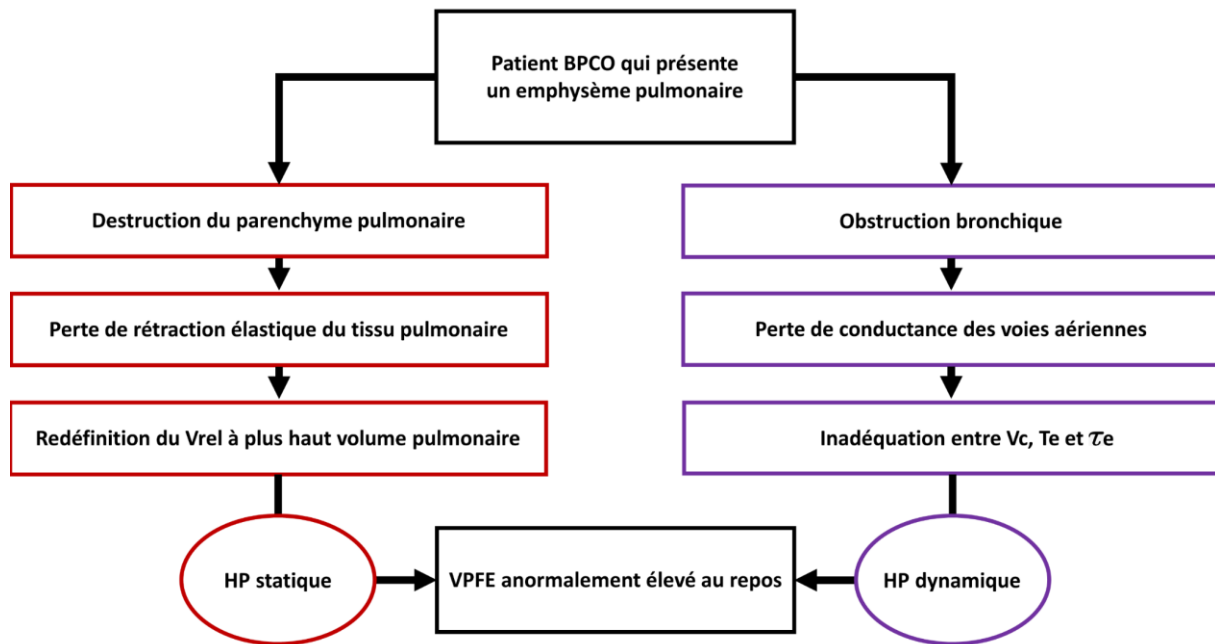 Patient BPCO qui présente
un emphysème pulmonaire
Destruction du parenchyme pulmonaire
Obstruction bronchique
Perte de rétraction élastique du tissu pulmonaire
Perte de conductance des voies aériennes
Redéfinition du Vrel à plus haut volume pulmonaire
Inadéquation entre Vc, Te et τe
HP statique
VPFE anormalement élevé au repos
HP dynamique